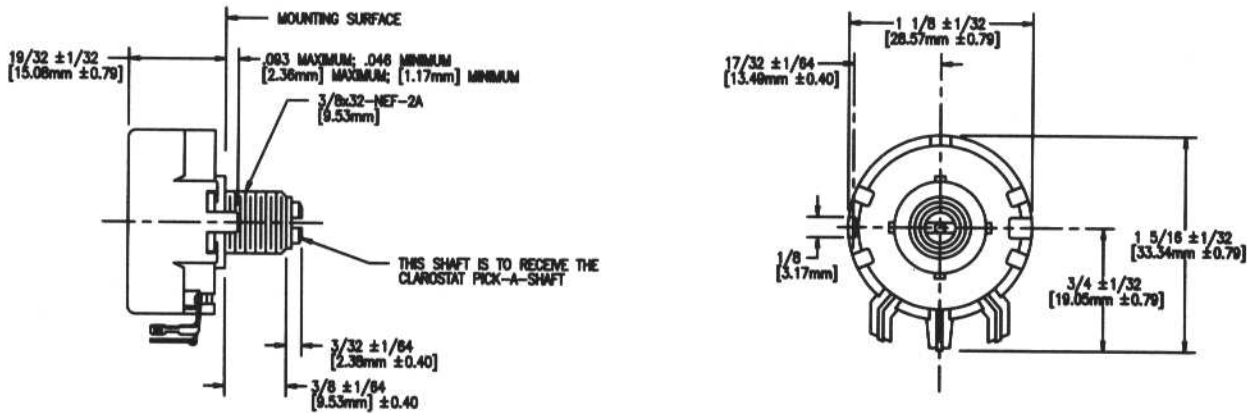 MOUNTING SURFACE
19/32 ±1/32
[15.08mm ±0.79]
.093 MAXIMUM; .046 MINIMUM
[2.36mm] MAXIMUM; [1.17mm] MINIMUM
3/8x32-NEF-2A
[9.53mm]
THIS SHAFT IS TO RECEIVE THE
CLAROSTAT PICK-A-SHAFT
3/32 ±1/64
[2.38mm ±0.40]
3/8 ±1/64
[9.53mm] ±0.40
1 1/8 ±1/32
[28.57mm ±0.79]
17/32 ±1/64
[13.49mm ±0.40]
1/8
[3.17mm]
1 5/16 ±1/32
[33.34mm ±0.79]
3/4 ±1/32
[19.05mm ±0.79]